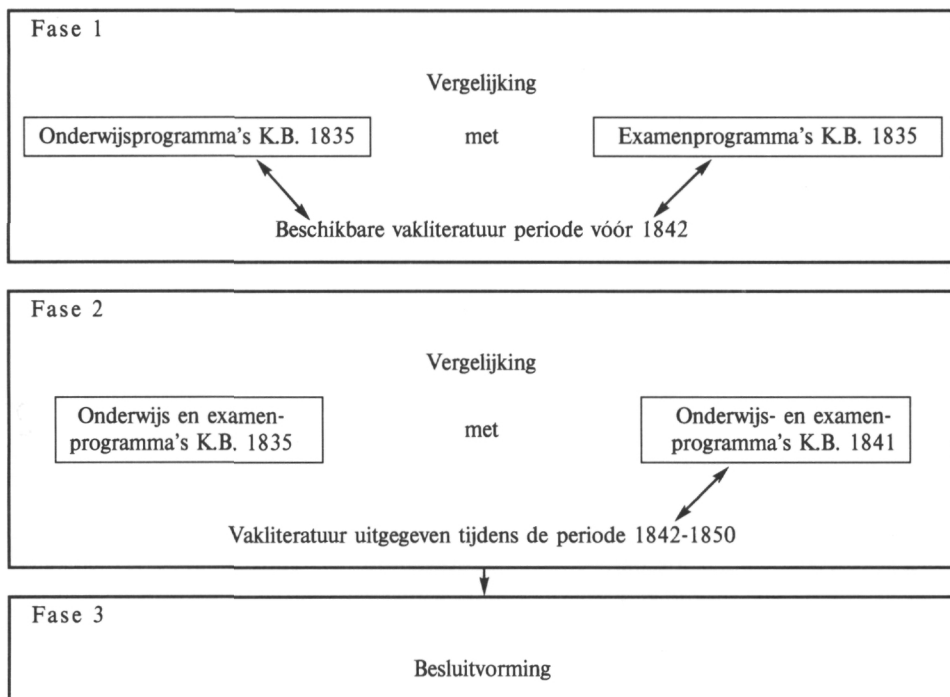 Fase 1
Vergelijking
Onderwijsprogramma's K.B. 1835 met Examenprogramma's K.B. 1835
Beschikbare vakliteratuur periode vóór 1842
Fase 2
Vergelijking
Onderwijs en examen-
programma's K.B. 1835
met
Onderwijs- en examen-
programma's K.B. 1841
Vakliteratuur uitgegeven tijdens de periode 1842-1850
Fase 3
Besluitvorming